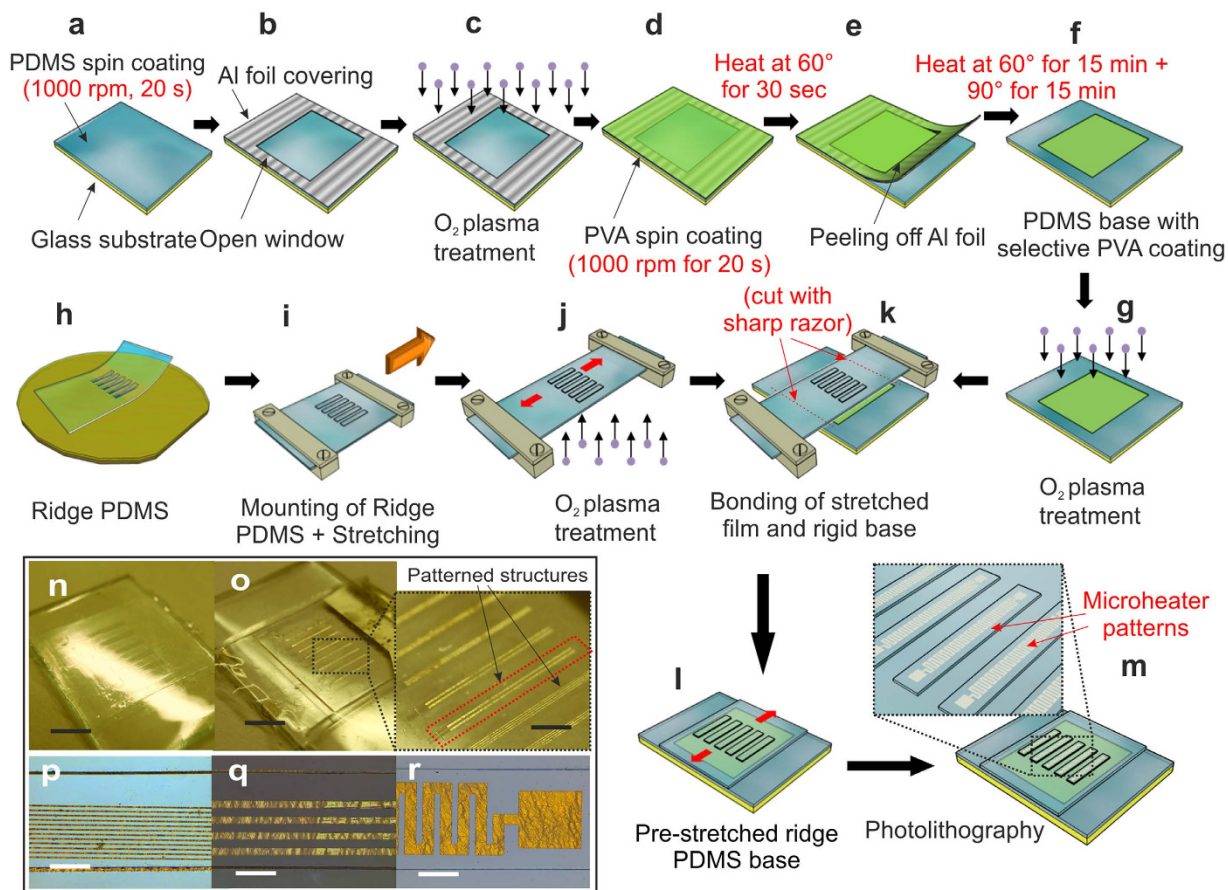 a
PDMS spin coating
(1000 rpm, 20 s)
Glass substrate
b
Al foil covering
Open window
c
O₂ plasma
treatment
d
PVA spin coating
(1000 rpm for 20 s)
Heat at 60°
for 30 sec
e
Peeling off Al foil
Heat at 60° for 15 min +
90° for 15 min
f
PDMS base with
selective PVA coating
g
O₂ plasma
treatment
h
Ridge PDMS
i
Mounting of Ridge
PDMS + Stretching
j
O₂ plasma
treatment
(cut with
sharp razor)
k
Bonding of stretched
film and rigid base
l
Pre-stretched ridge
PDMS base
Microheater
patterns
m
Photolithography
n
o
Patterned structures
p
q
r